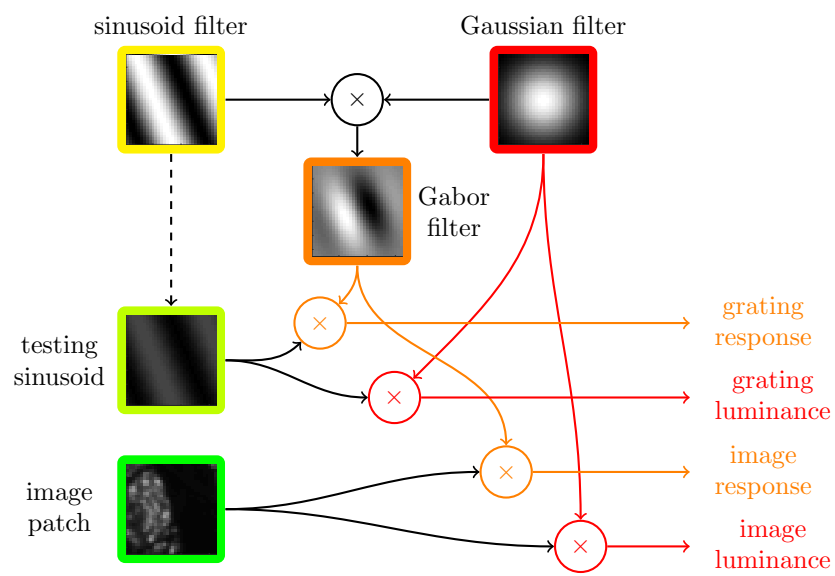 sinusoid filter
Gaussian filter
×
Gabor
filter
testing
sinusoid
×
grating
response
×
grating
luminance
image
patch
×
image
response
×
image
luminance